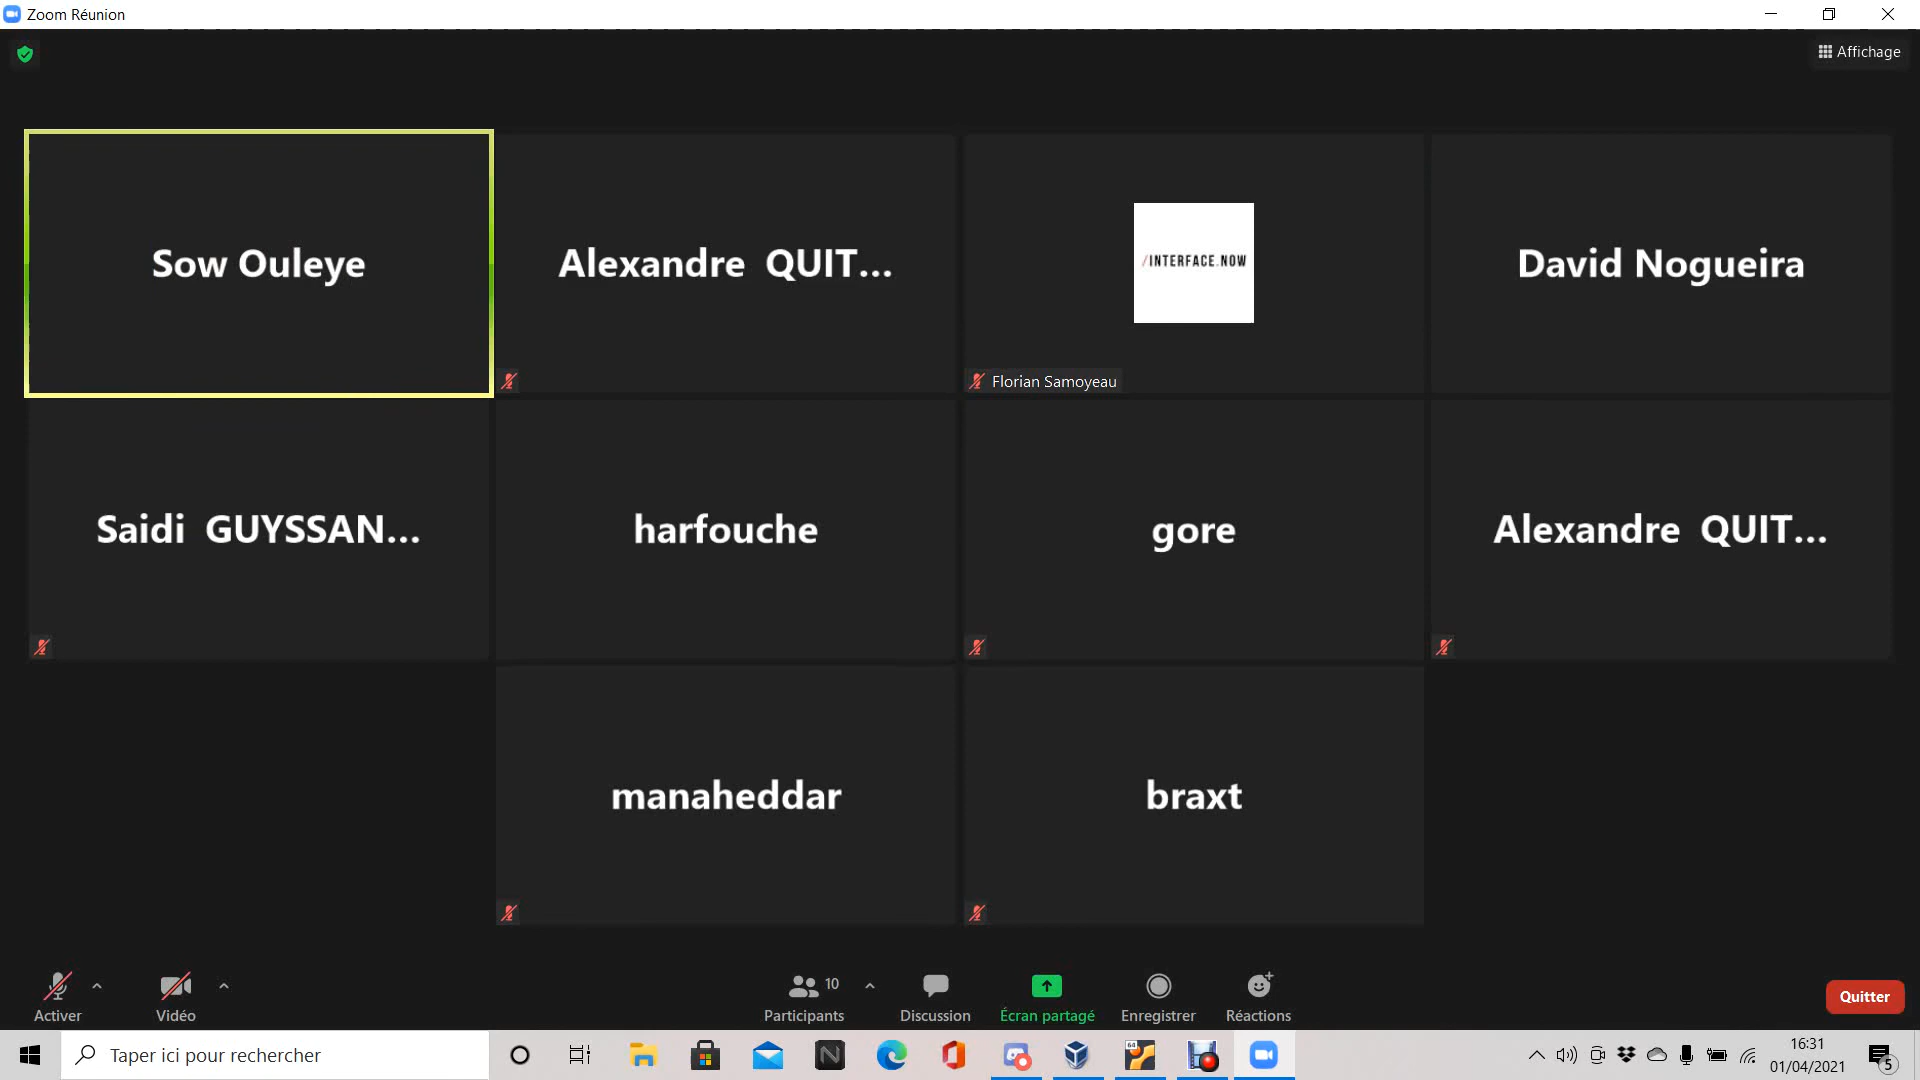 Zoom Réunion
Affichage
Sow Ouleye
Alexandre QUIT...
/INTERFACE.NOW
Florian Samoyeau
David Nogueira
Saidi GUYSSAN...
harfouche
gore
Alexandre QUIT...
manaheddar
braxt
Activer
Vidéo
10
Participants
Discussion
Écran partagé
Enregistrer
Réactions
Quitter
Taper ici pour rechercher
N
64
16:31
01/04/2021
5